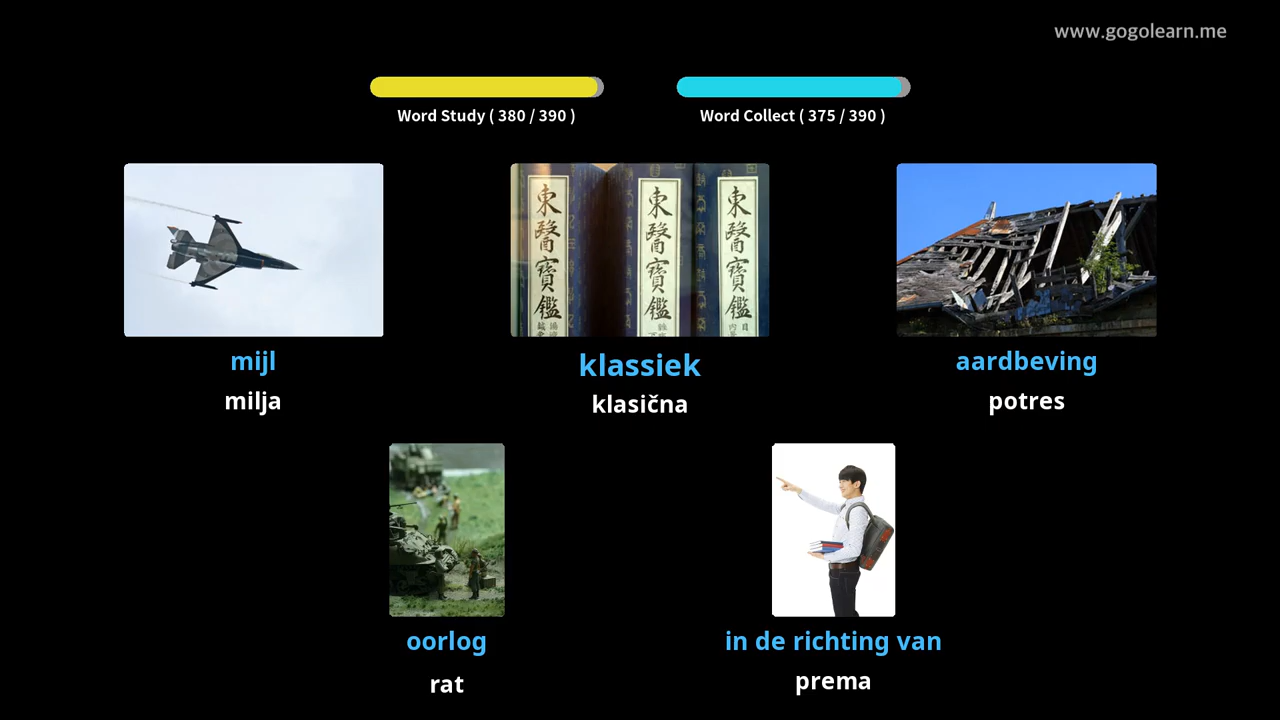 www.gogolearn.me
Word Study ( 380 / 390 )
Word Collect ( 375 / 390 )
東醫寶鑑
東醫寶鑑
東醫寶鑑
mijl
klassiek
aardbeving
milja
klasična
potres
oorlog
in de richting van
rat
prema